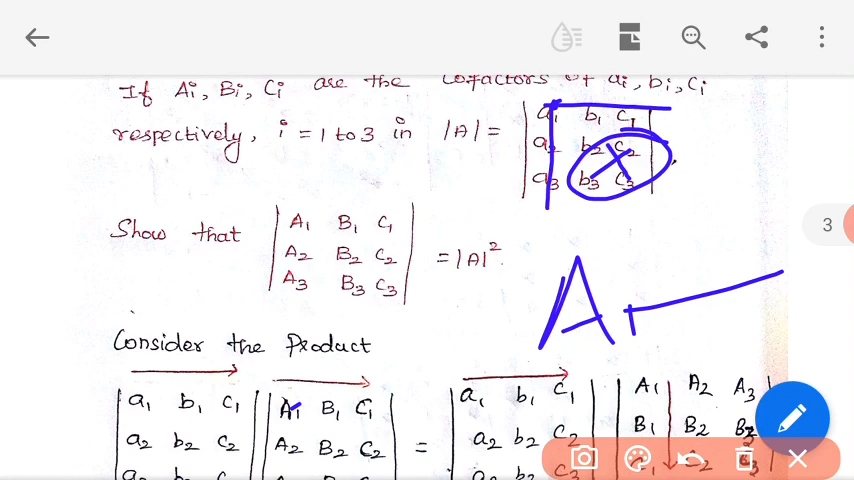 If Ai, Bi, Ci are the cofactors of ai, bi, ci
respectively, i = 1 to 3 in |A| = | a1 b1 c1 |
| a2 b2 c2 |
| a3 b3 c3 | .
Show that | A1 B1 C1 |
| A2 B2 C2 | = |A|²
| A3 B3 C3 |
A1
3
Consider the Product
| a1 b1 c1 | | A1 B1 C1 | | a1 b1 c1 | | A1 A2 A3 |
| a2 b2 c2 | | A2 B2 C2 | = | a2 b2 c2 | | B1 B2 B3 |